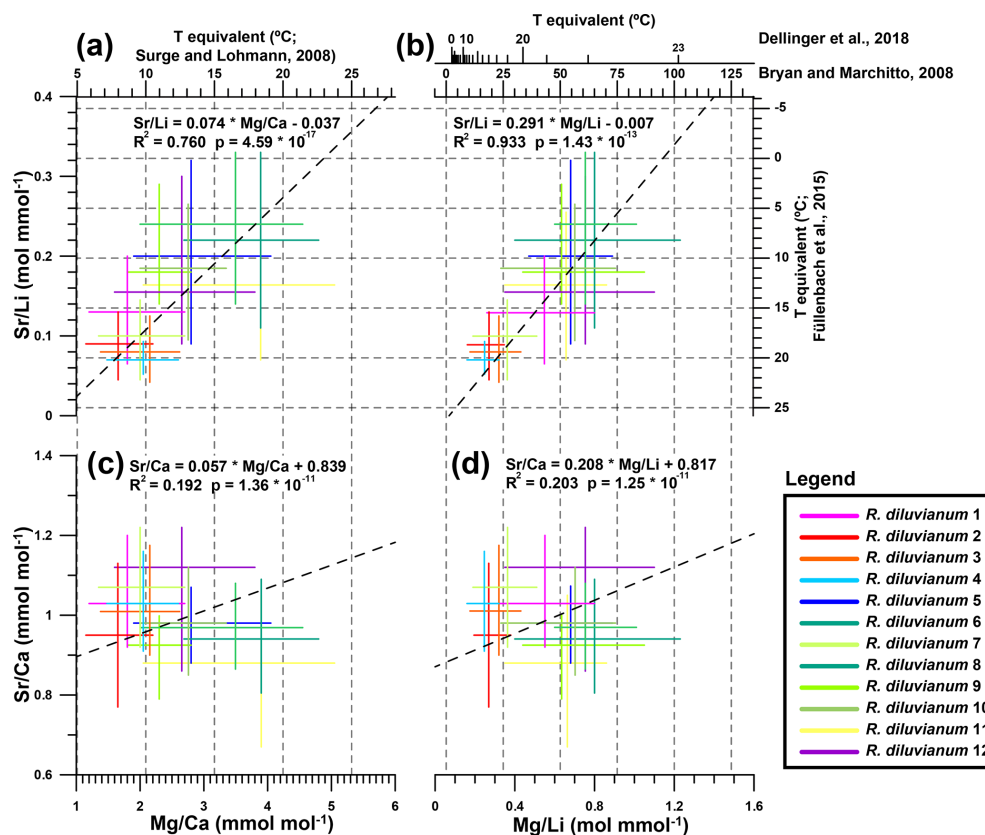 (a)
T equivalent (ºC;
Surge and Lohmann, 2008)
5 10 15 20 25
(b)
T equivalent (ºC)
0 10 20 23
Dellinger et al., 2018
0 25 50 75 100 125
Bryan and Marchitto, 2008
Sr/Li = 0.074 * Mg/Ca - 0.037
R² = 0.760 p = 4.59 * 10⁻¹⁷
Sr/Li = 0.291 * Mg/Li - 0.007
R² = 0.933 p = 1.43 * 10⁻¹³
Sr/Li (mol mmol⁻¹)
0.4
0.3
0.2
0.1
0
-5
0
5
10
15
20
25
T equivalent (ºC;
Füllenbach et al., 2015)
(c)
Sr/Ca = 0.057 * Mg/Ca + 0.839
R² = 0.192 p = 1.36 * 10⁻¹¹
(d)
Sr/Ca = 0.208 * Mg/Li + 0.817
R² = 0.203 p = 1.25 * 10⁻¹¹
Sr/Ca (mmol mol⁻¹)
1.4
1.2
1
0.8
0.6
1 2 3 4 5 6
Mg/Ca (mmol mol⁻¹)
0 0.4 0.8 1.2 1.6
Mg/Li (mol mmol⁻¹)
Legend
R. diluvianum 1
R. diluvianum 2
R. diluvianum 3
R. diluvianum 4
R. diluvianum 5
R. diluvianum 6
R. diluvianum 7
R. diluvianum 8
R. diluvianum 9
R. diluvianum 10
R. diluvianum 11
R. diluvianum 12